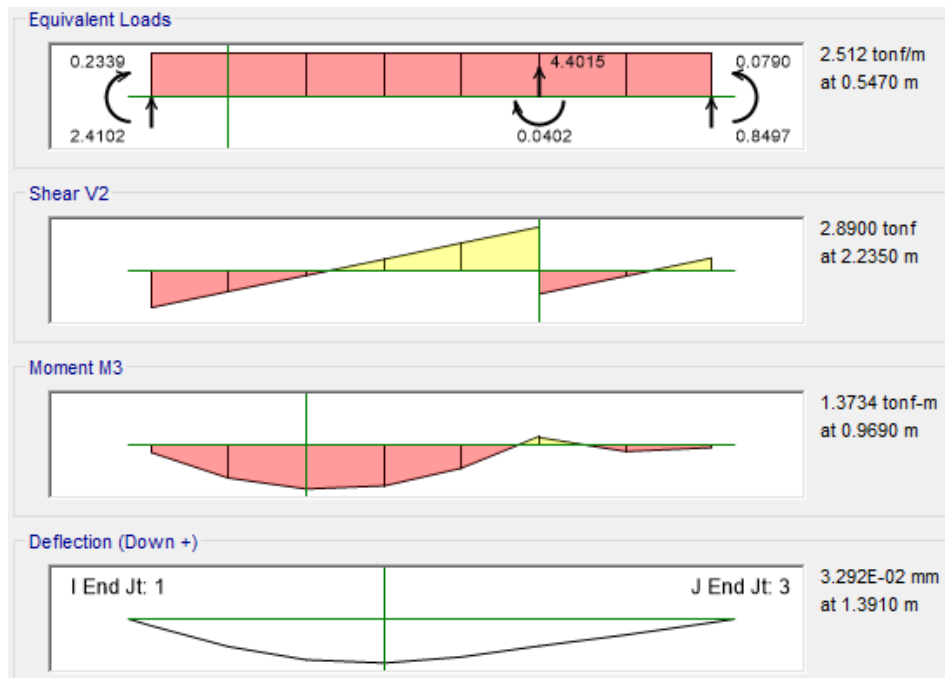 Equivalent Loads
0.2339
4.4015
0.0790
2.512 tonf/m
at 0.5470 m
2.4102
0.0402
0.8497
Shear V2
2.8900 tonf
at 2.2350 m
Moment M3
1.3734 tonf-m
at 0.9690 m
Deflection (Down +)
I End Jt: 1
J End Jt: 3
3.292E-02 mm
at 1.3910 m